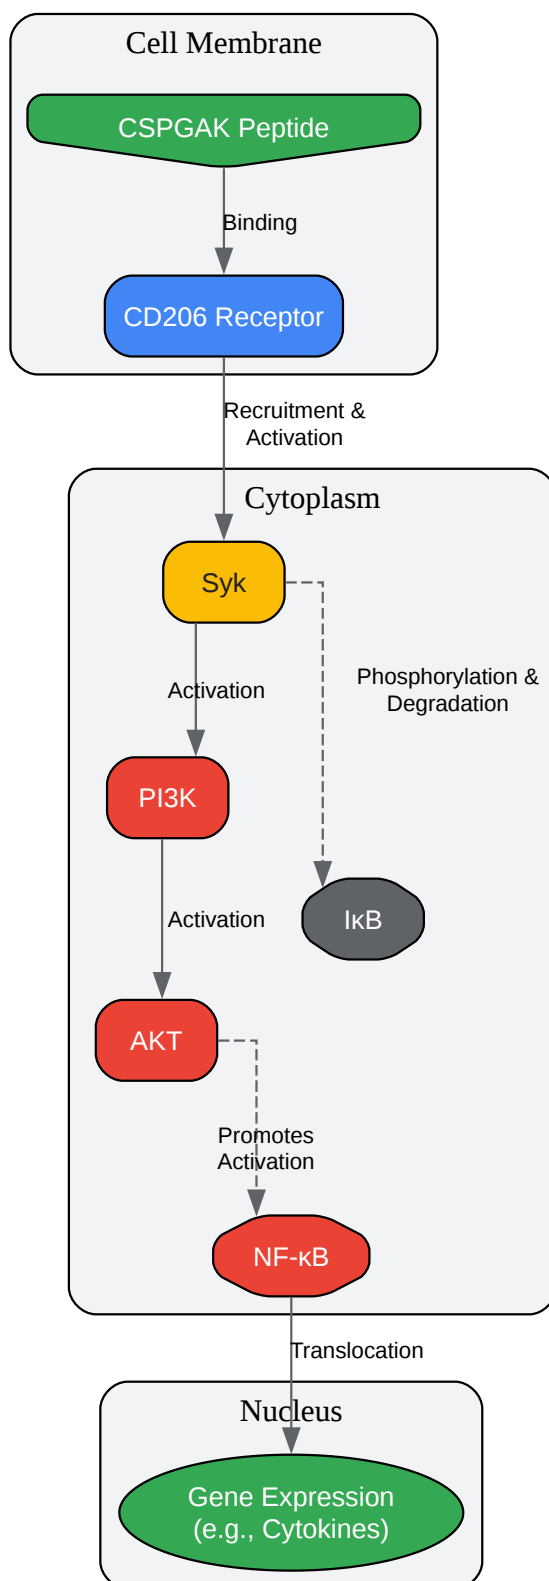 Cell Membrane
CSPGAK Peptide
Binding
CD206 Receptor
Recruitment &
Activation
Cytoplasm
Syk
Activation
Phosphorylation &
Degradation
PI3K
Activation
IκB
AKT
Promotes
Activation
NF-κB
Translocation
Nucleus
Gene Expression
(e.g., Cytokines)